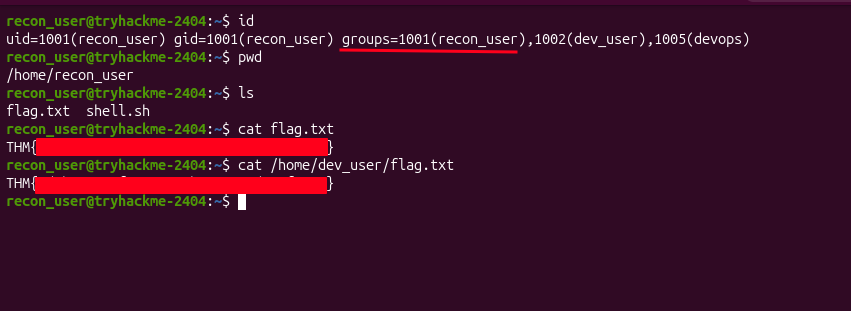 recon_user@tryhackme-2404:~$ id
uid=1001(recon_user) gid=1001(recon_user) groups=1001(recon_user),1002(dev_user),1005(devops)
recon_user@tryhackme-2404:~$ pwd
/home/recon_user
recon_user@tryhackme-2404:~$ ls
flag.txt  shell.sh
recon_user@tryhackme-2404:~$ cat flag.txt
THM{ }
recon_user@tryhackme-2404:~$ cat /home/dev_user/flag.txt
THM{ }
recon_user@tryhackme-2404:~$